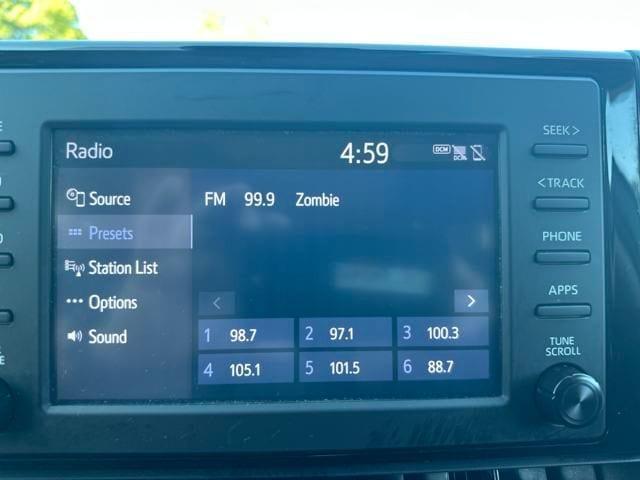 Radio 4:59 DCM DCM
Source
Presets
Station List
Options
Sound
FM 99.9 Zombie
< >
1 98.7 2 97.1 3 100.3
4 105.1 5 101.5 6 88.7
SEEK >
< TRACK
PHONE
APPS
TUNE
SCROLL